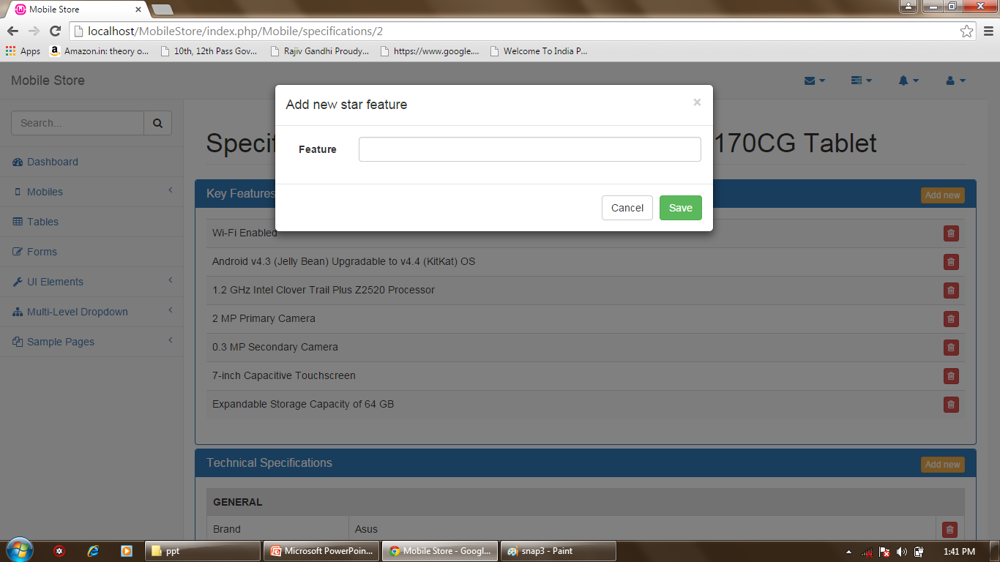 Mobile Store
localhost/MobileStore/index.php/Mobile/specifications/2
Apps
Amazon.in: theory o...
10th, 12th Pass Gov...
Rajiv Gandhi Proudy...
https://www.google....
Welcome To India P...
Mobile Store
Search...
Dashboard
Mobiles
Tables
Forms
UI Elements
Multi-Level Dropdown
Sample Pages
Add new star feature
×
Feature
Cancel
Save
170CG Tablet
Key Features
Add new
Wi-Fi Enabled
Android v4.3 (Jelly Bean) Upgradable to v4.4 (KitKat) OS
1.2 GHz Intel Clover Trail Plus Z2520 Processor
2 MP Primary Camera
0.3 MP Secondary Camera
7-inch Capacitive Touchscreen
Expandable Storage Capacity of 64 GB
Technical Specifications
Add new
GENERAL
Brand
Asus
ppt
Microsoft PowerPoin...
Mobile Store - Googl...
snap3 - Paint
1:41 PM